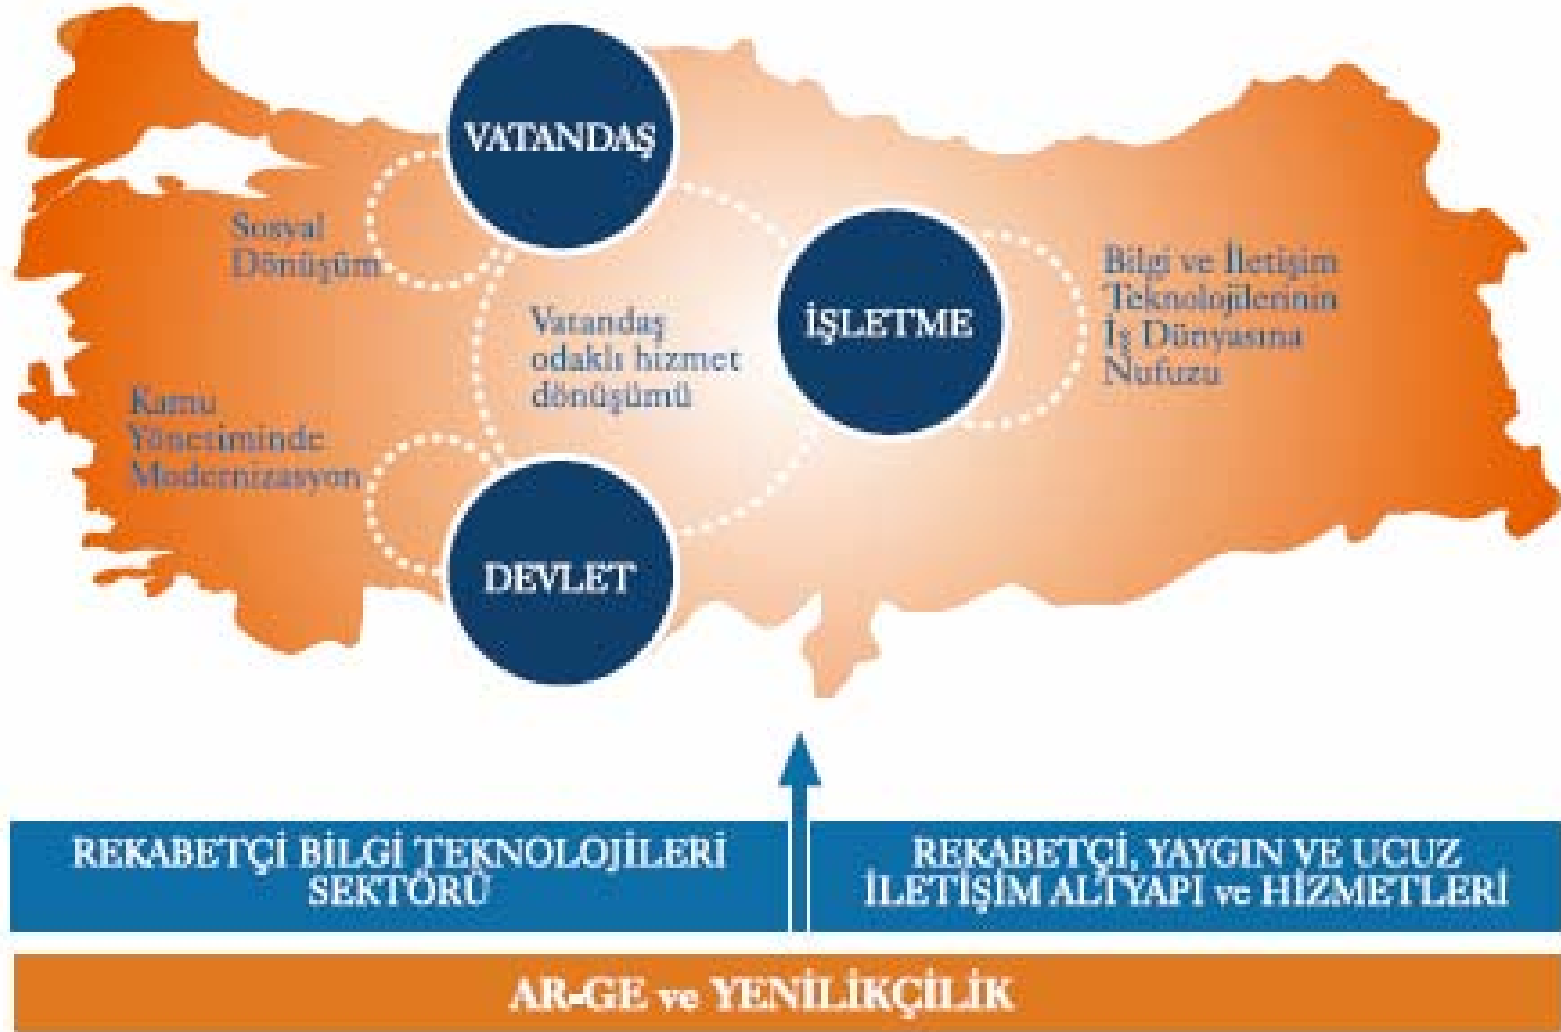 VATANDAŞ
Sosyal
Dönüşüm
İŞLETME
Bilgi ve İletişim
Teknolojilerinin
İş Dünyasına
Nufuzu
Vatandaş
odaklı hizmet
dönüşümü
Kamu
Yönetiminde
Modernizasyon
DEVLET
REKABETÇİ BİLGİ TEKNOLOJİLERİ
SEKTÖRÜ
REKABETÇİ, YAYGIN VE UCUZ
İLETİŞİM ALTYAPI ve HİZMETLERİ
AR-GE ve YENİLİKÇİLİK